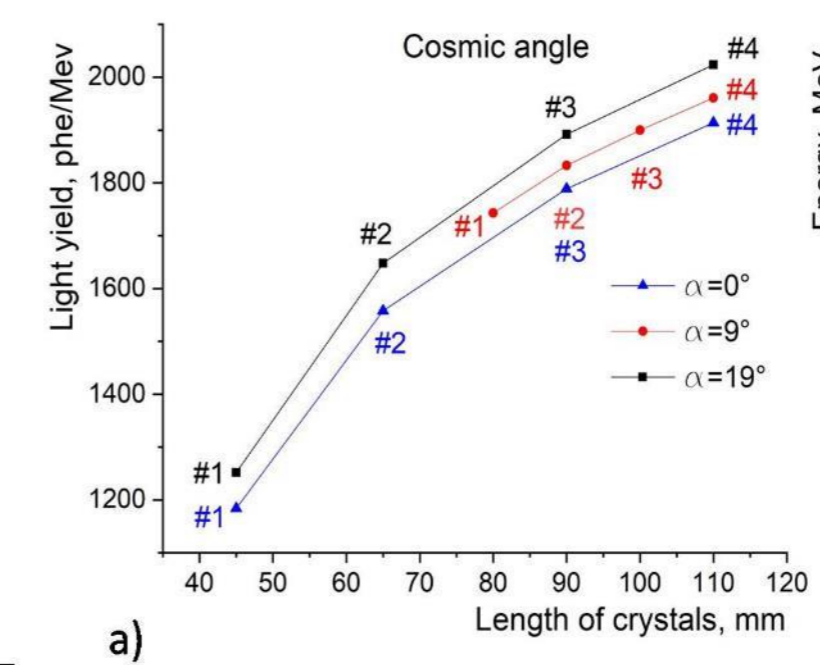 Cosmic angle
Light yield, phe/Mev
2000
1800
1600
1400
1200
#4
#4
#4
#3
#3
#2
#1
#2
#3
#2
#1
#1
α=0°
α=9°
α=19°
40 50 60 70 80 90 100 110 120
Length of crystals, mm
a)